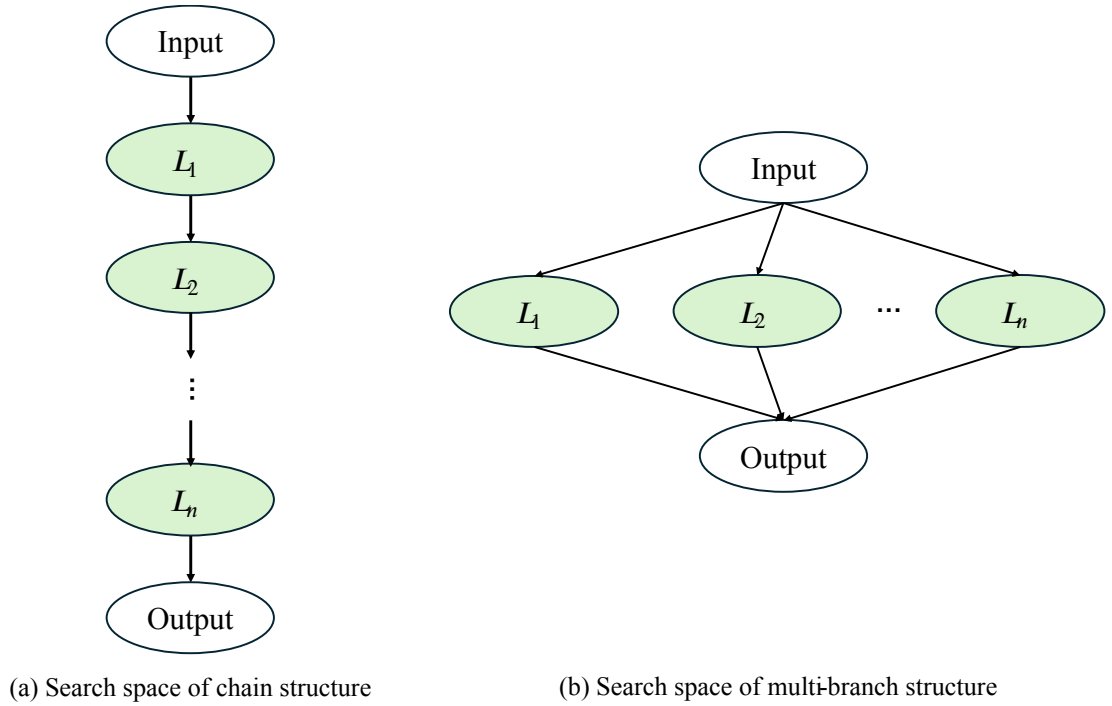 Input
L1
L2
⋮
Ln
Output
(a) Search space of chain structure
Input
L1 L2 ... Ln
Output
(b) Search space of multi-branch structure